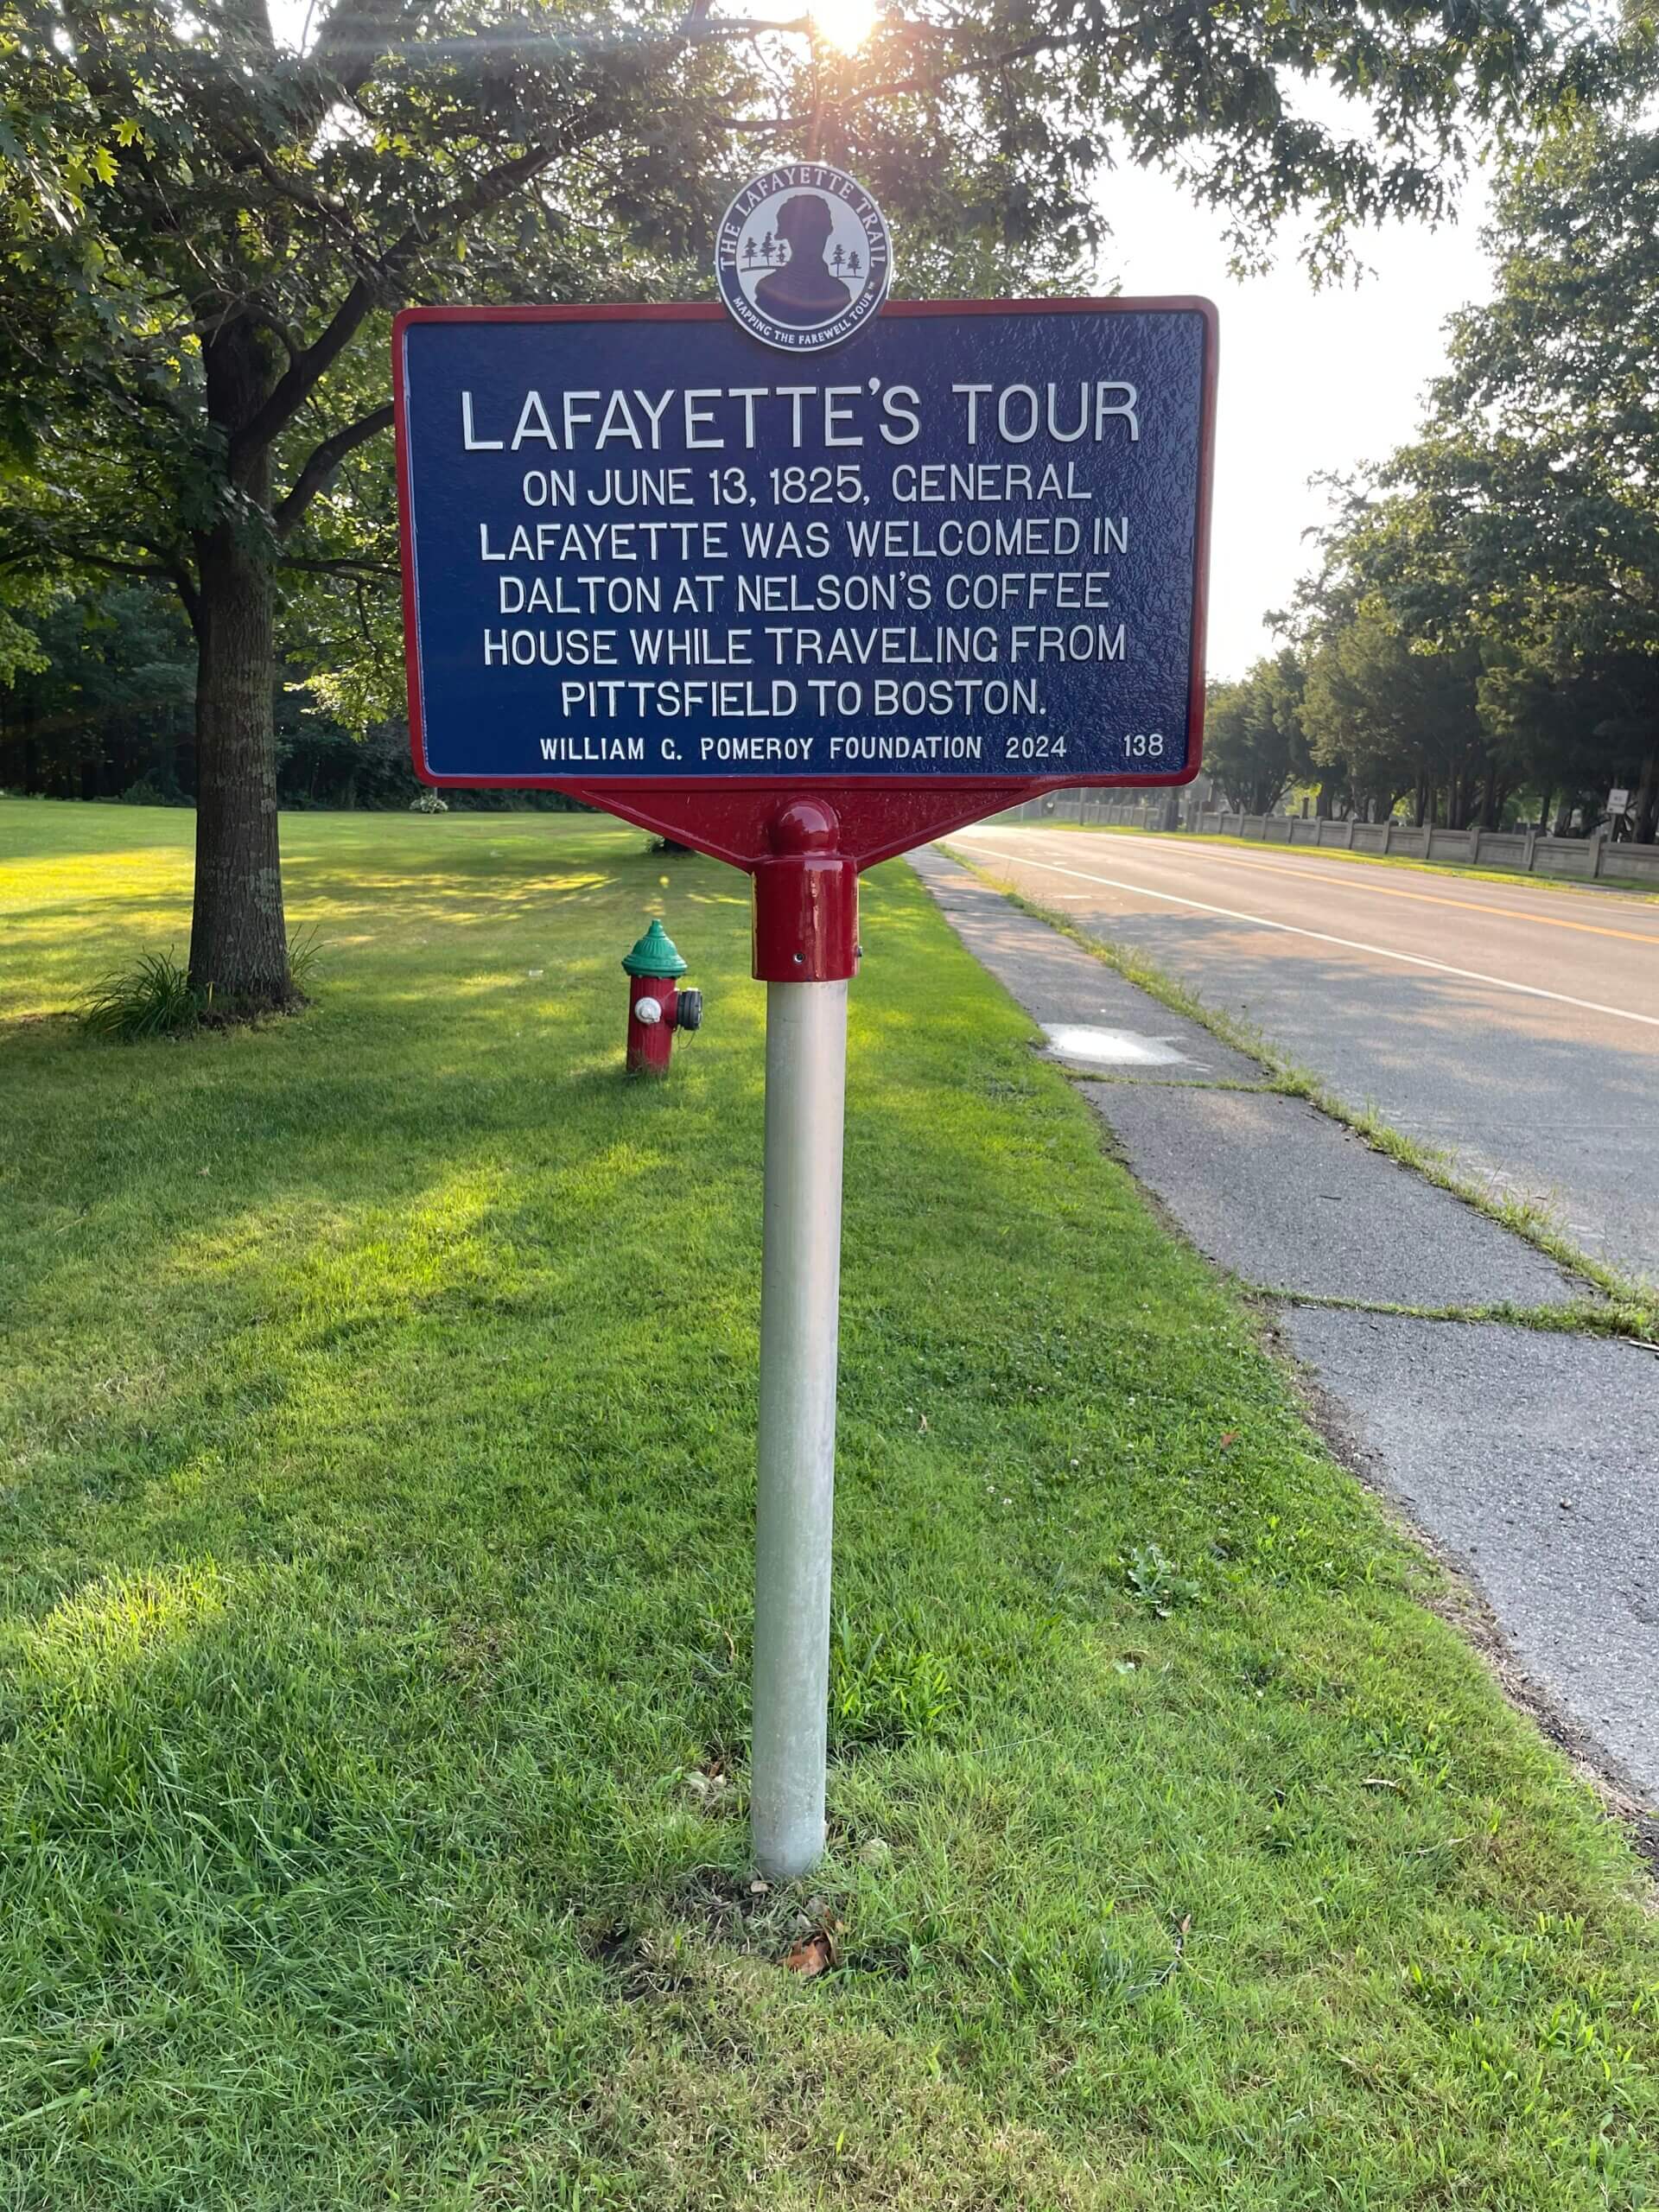 THE LAFAYETTE TRAIL
MAPPING THE FAREWELL TOUR™
LAFAYETTE'S TOUR
ON JUNE 13, 1825, GENERAL
LAFAYETTE WAS WELCOMED IN
DALTON AT NELSON'S COFFEE
HOUSE WHILE TRAVELING FROM
PITTSFIELD TO BOSTON.
WILLIAM G. POMEROY FOUNDATION 2024 138